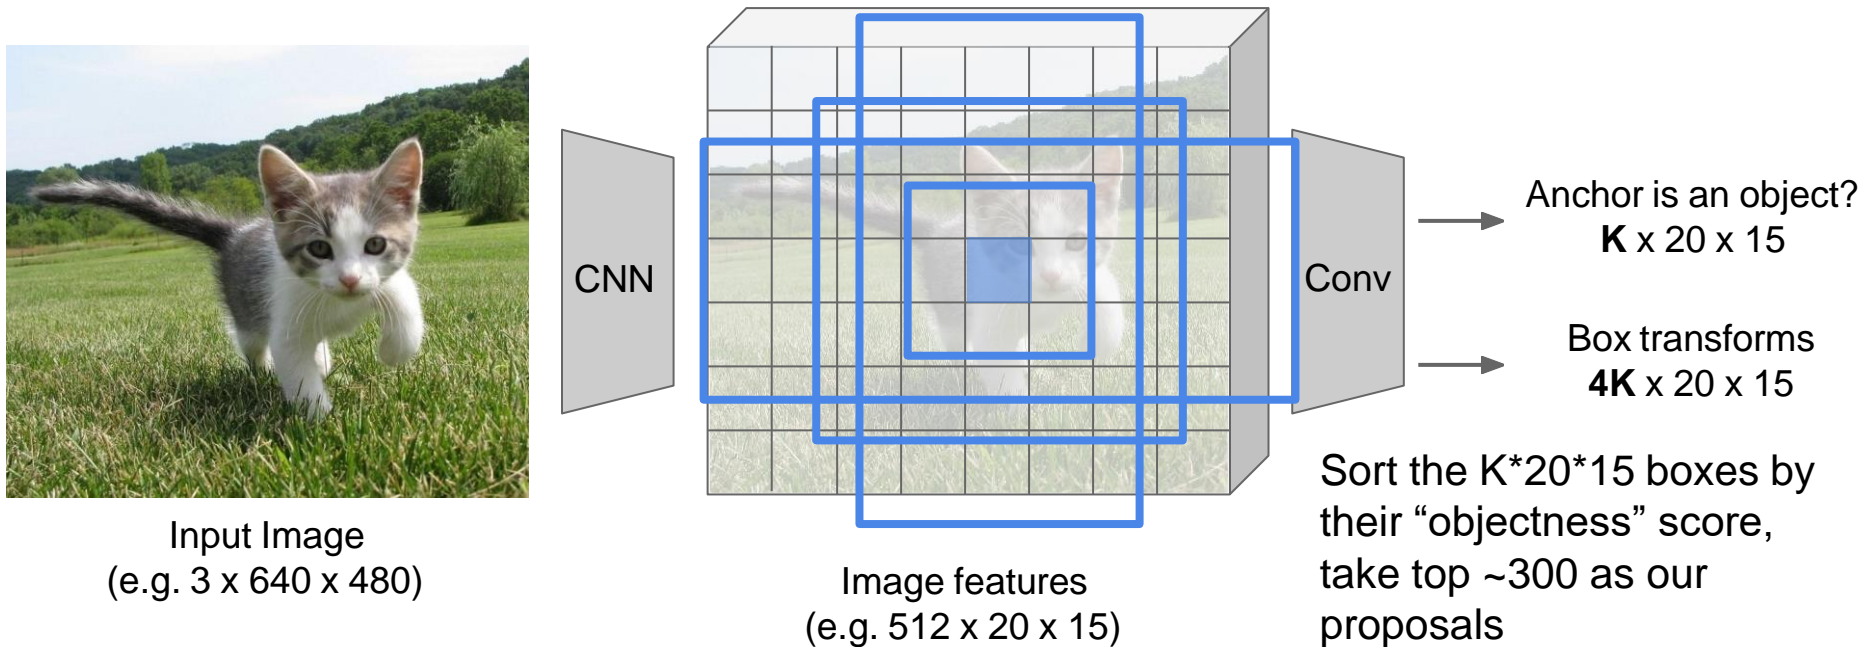 Input Image
(e.g. 3 x 640 x 480)
CNN
Image features
(e.g. 512 x 20 x 15)
Conv
Anchor is an object?
K x 20 x 15
Box transforms
4K x 20 x 15
Sort the K*20*15 boxes by
their “objectness” score,
take top ~300 as our
proposals